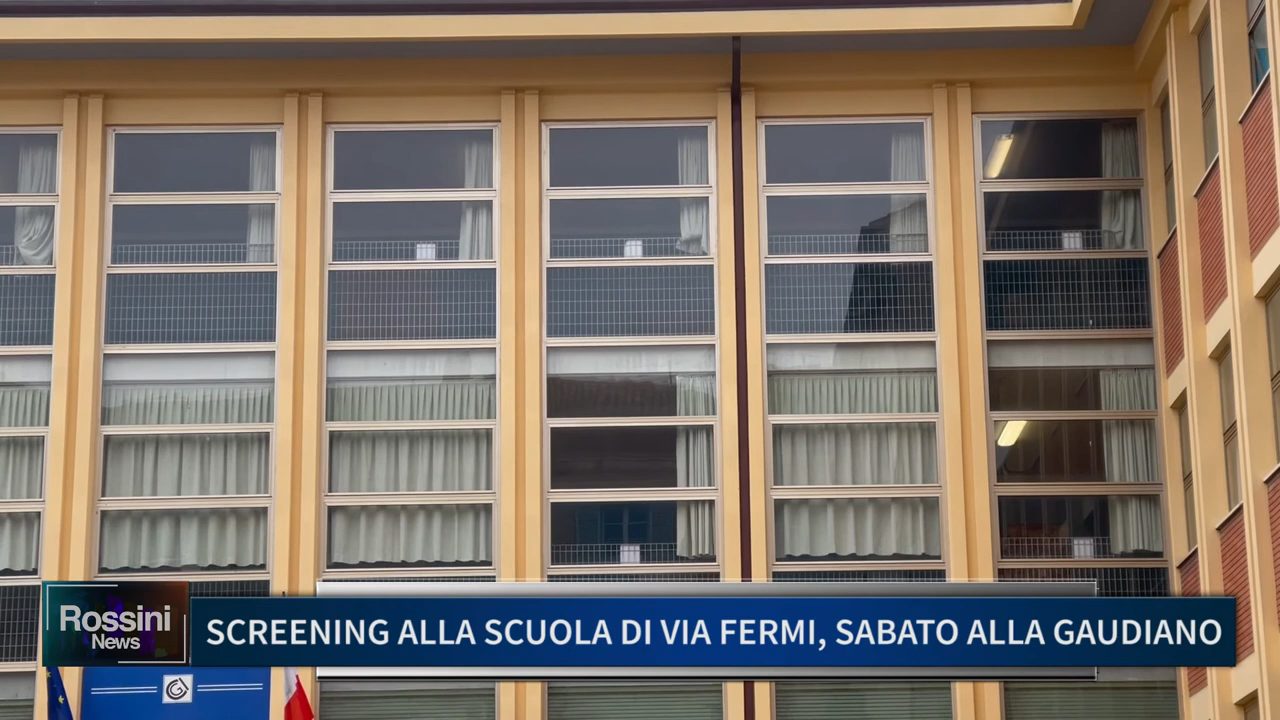 Rossini
News
SCREENING ALLA SCUOLA DI VIA FERMI, SABATO ALLA GAUDIANO